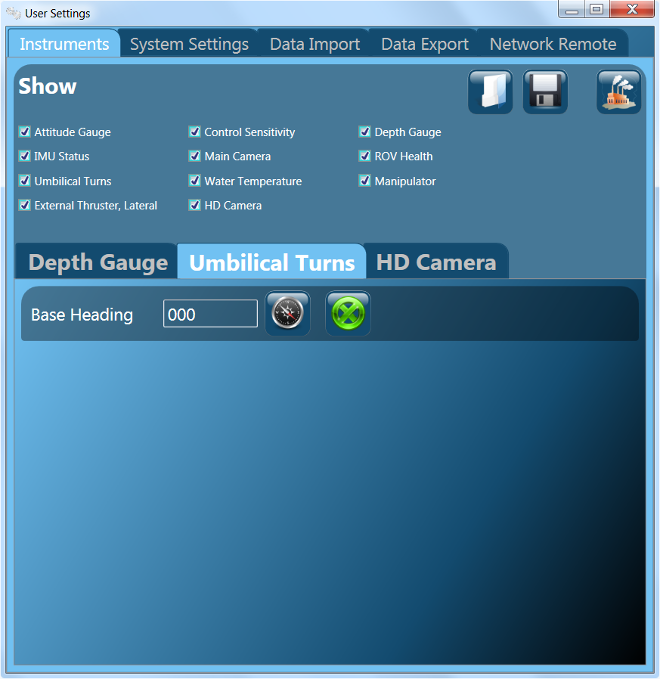 User Settings
Instruments System Settings Data Import Data Export Network Remote
Show
Attitude Gauge Control Sensitivity Depth Gauge
IMU Status Main Camera ROV Health
Umbilical Turns Water Temperature Manipulator
External Thruster, Lateral HD Camera
Depth Gauge Umbilical Turns HD Camera
Base Heading 000